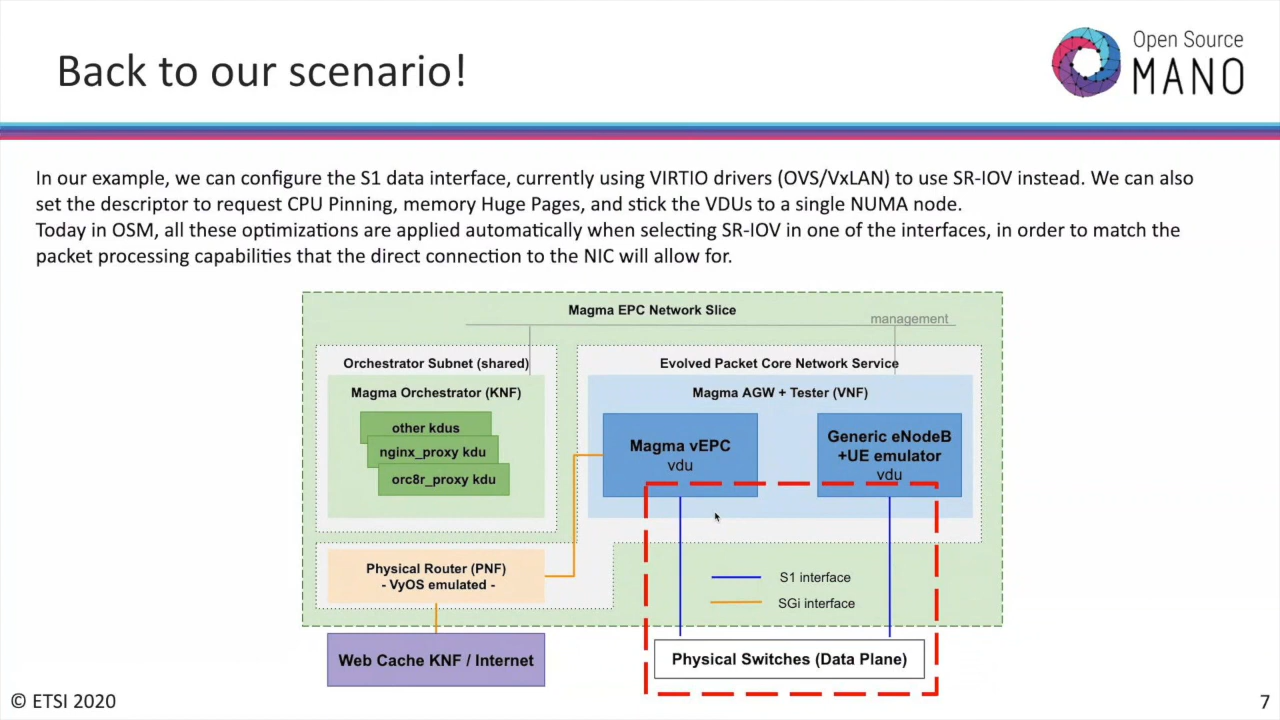 Back to our scenario!
Open Source
MANO
In our example, we can configure the S1 data interface, currently using VIRTIO drivers (OVS/VxLAN) to use SR-IOV instead. We can also
set the descriptor to request CPU Pinning, memory Huge Pages, and stick the VDUs to a single NUMA node.
Today in OSM, all these optimizations are applied automatically when selecting SR-IOV in one of the interfaces, in order to match the
packet processing capabilities that the direct connection to the NIC will allow for.
Magma EPC Network Slice
management
Orchestrator Subnet (shared)
Magma Orchestrator (KNF)
other kdus
nginx_proxy kdu
orc8r_proxy kdu
Evolved Packet Core Network Service
Magma AGW + Tester (VNF)
Magma vEPC
vdu
Generic eNodeB
+UE emulator
vdu
Physical Router (PNF)
- VyOS emulated -
S1 interface
SGi interface
Web Cache KNF / Internet
Physical Switches (Data Plane)
© ETSI 2020
7